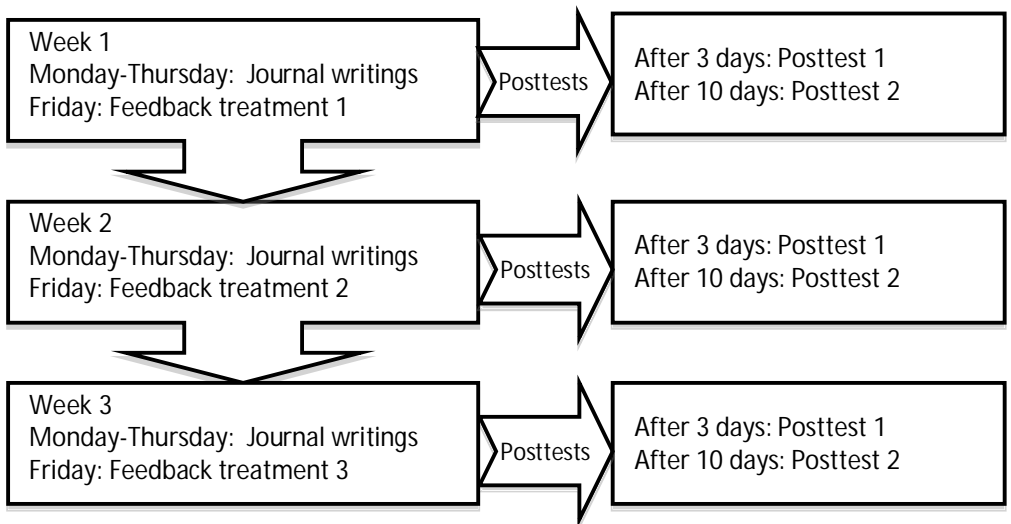 Week 1
Monday-Thursday: Journal writings
Friday: Feedback treatment 1
Posttests
After 3 days: Posttest 1
After 10 days: Posttest 2
Week 2
Monday-Thursday: Journal writings
Friday: Feedback treatment 2
Posttests
After 3 days: Posttest 1
After 10 days: Posttest 2
Week 3
Monday-Thursday: Journal writings
Friday: Feedback treatment 3
Posttests
After 3 days: Posttest 1
After 10 days: Posttest 2